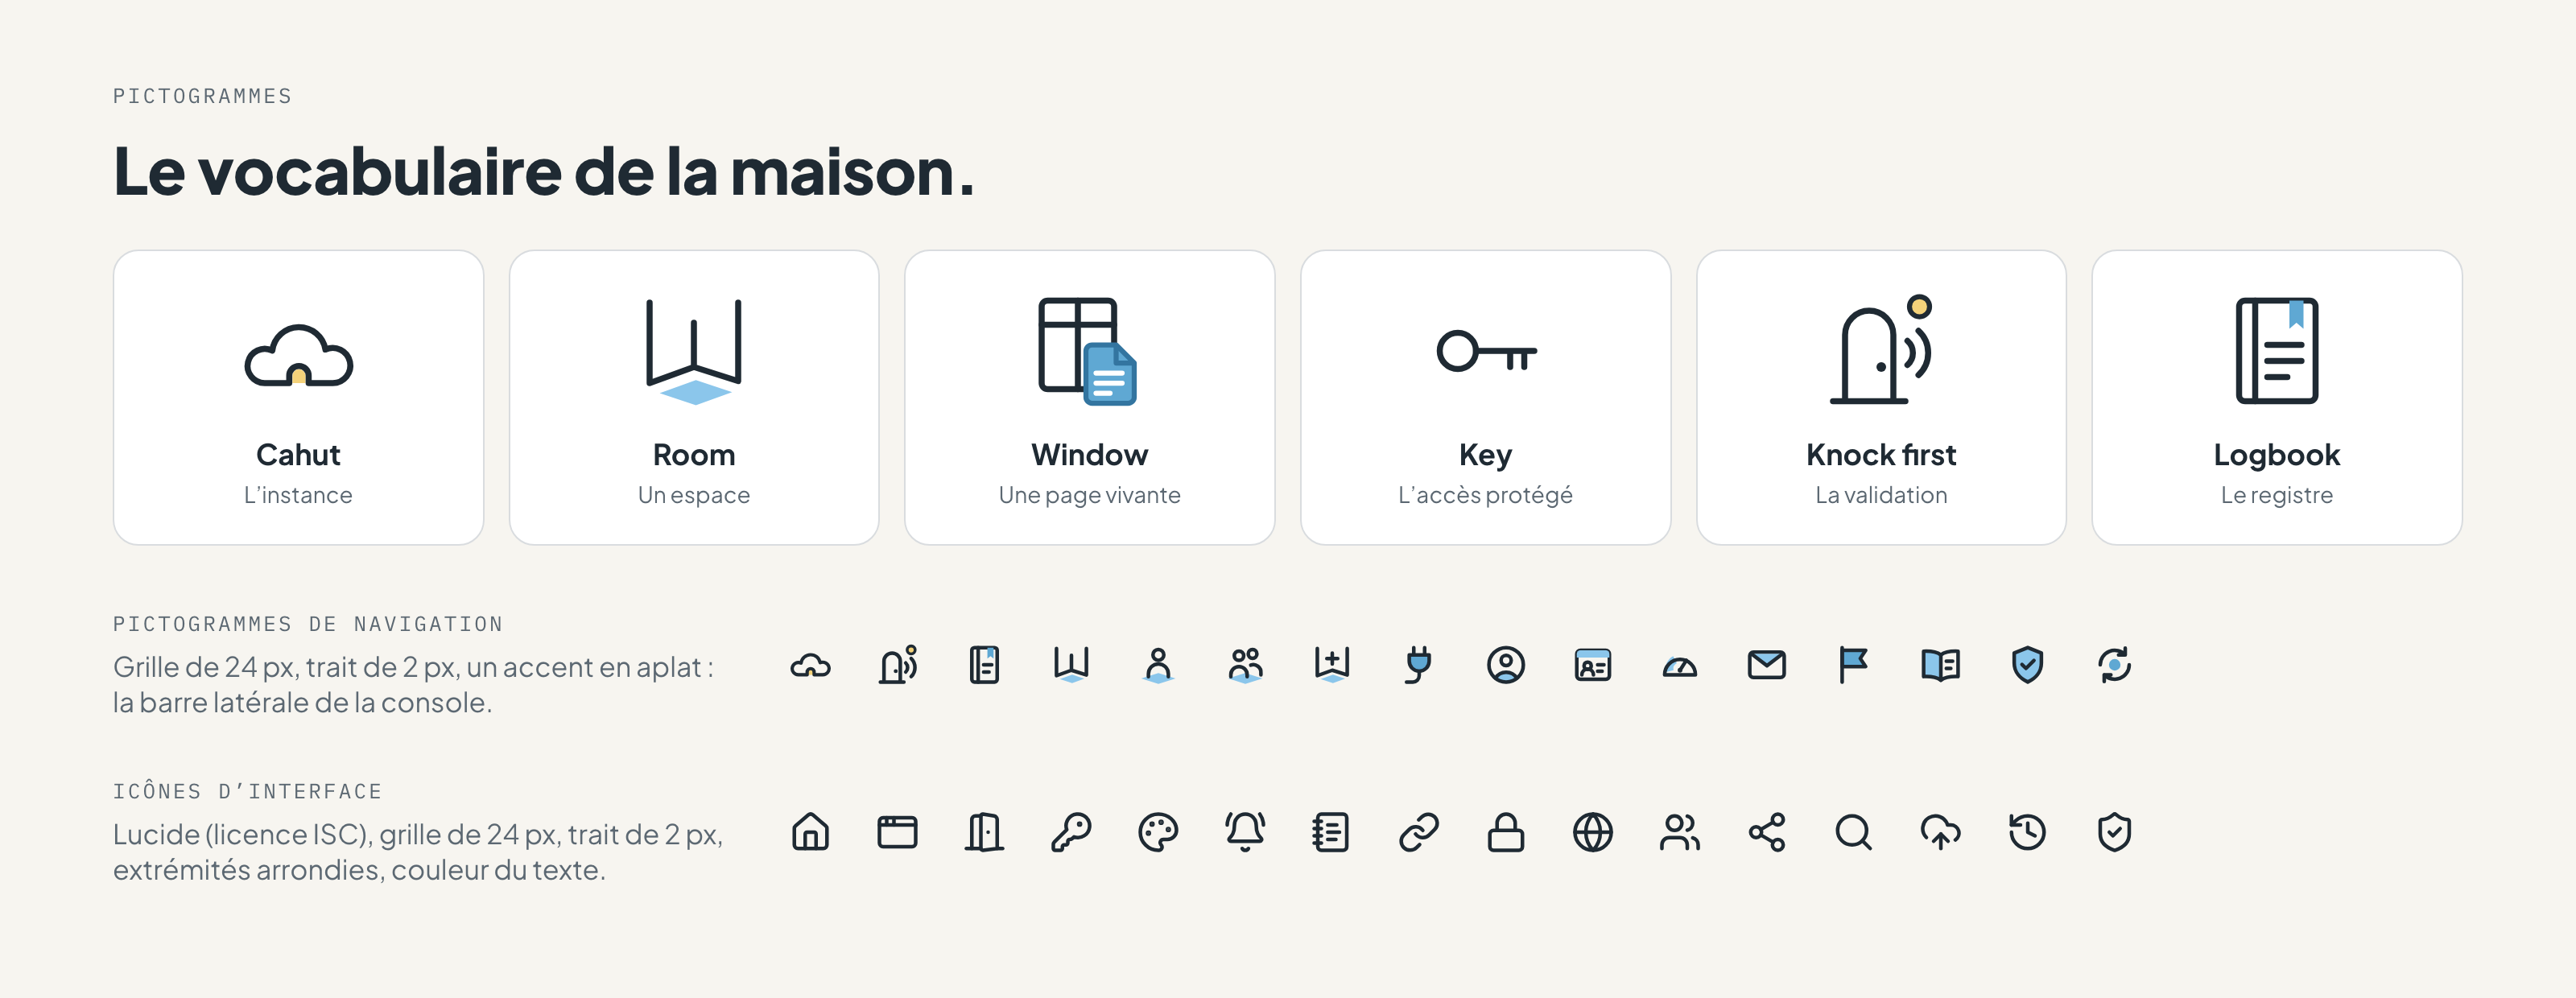 PICTOGRAMMES
Le vocabulaire de la maison.
Cahut
L’instance
Room
Un espace
Window
Une page vivante
Key
L’accès protégé
Knock first
La validation
Logbook
Le registre
PICTOGRAMMES DE NAVIGATION
Grille de 24 px, trait de 2 px, un accent en aplat :
la barre latérale de la console.
ICÔNES D’INTERFACE
Lucide (licence ISC), grille de 24 px, trait de 2 px,
extrémités arrondies, couleur du texte.